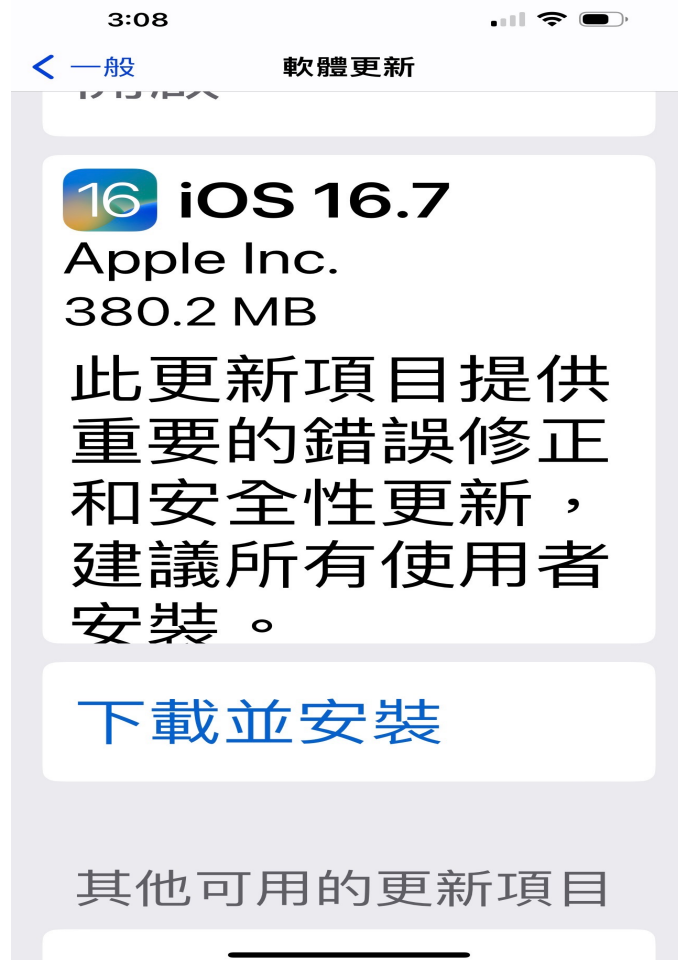 3:08
一般
軟體更新
16 iOS 16.7
Apple Inc.
380.2 MB
此更新項目提供
重要的錯誤修正
和安全性更新，
建議所有使用者
安裝。
下載並安裝
其他可用的更新項目